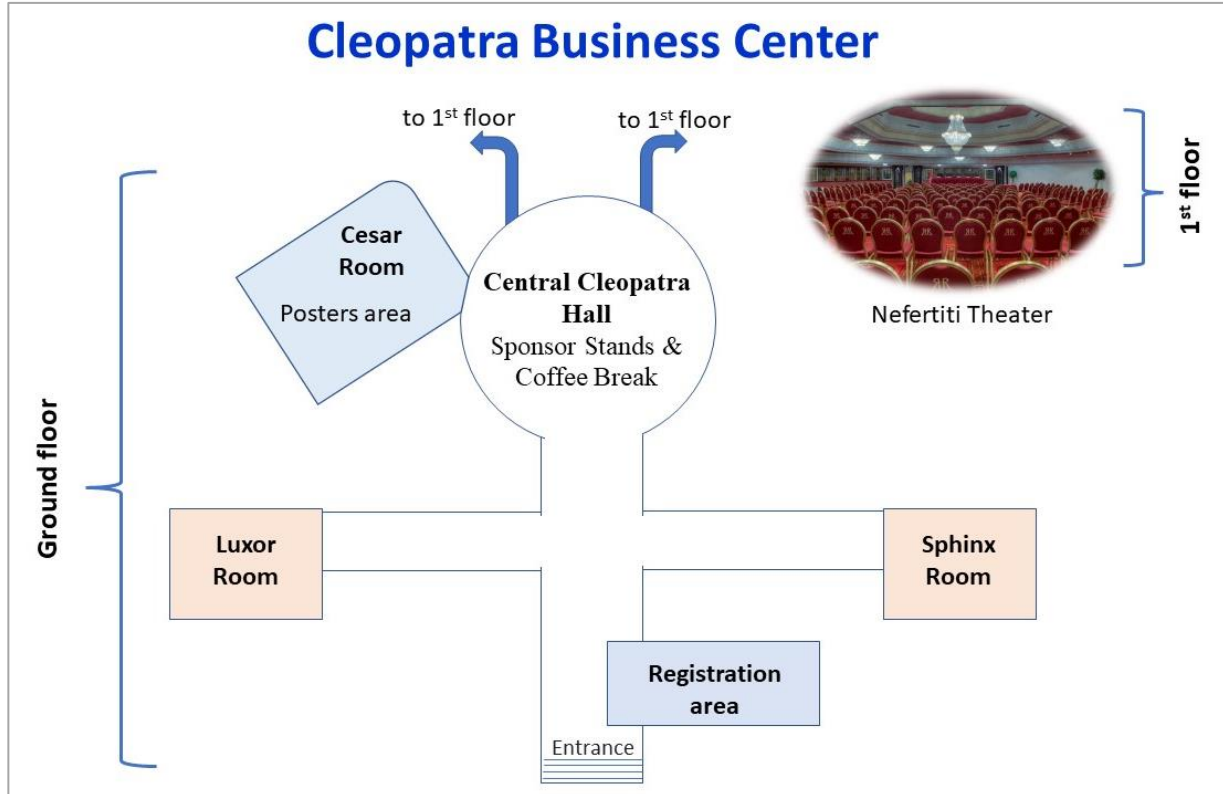 Cleopatra Business Center
to 1st floor
to 1st floor
Cesar
Room
Posters area
Central Cleopatra
Hall
Sponsor Stands &
Coffee Break
Nefertiti Theater
1st floor
Ground floor
Luxor
Room
Sphinx
Room
Registration
area
Entrance